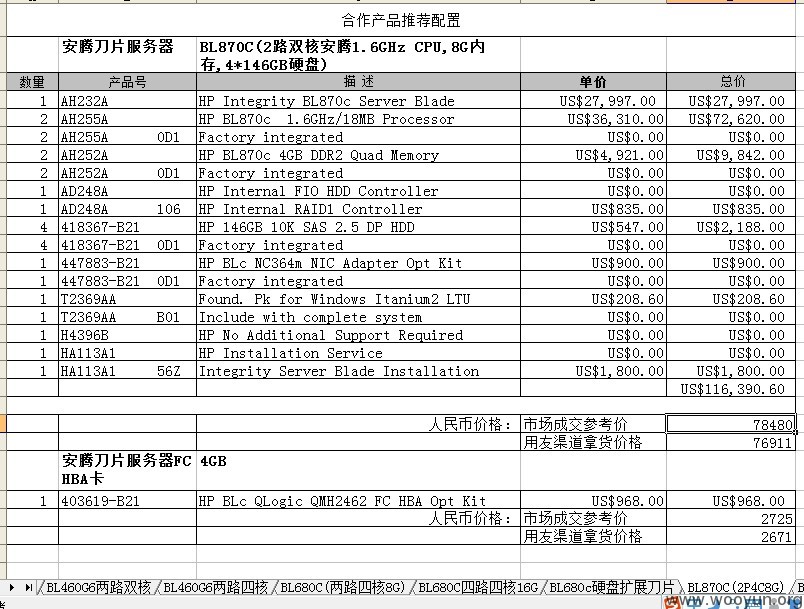 合作产品推荐配置
安腾刀片服务器 BL870C(2路双核安腾1.6GHz CPU,8G内
存,4*146GB硬盘)
数量 产品号 描 述 单价 总价
1 AH232A HP Integrity BL870c Server Blade US$27,997.00 US$27,997.00
2 AH255A HP BL870c 1.6GHz/18MB Processor US$36,310.00 US$72,620.00
2 AH255A 0D1 Factory integrated US$0.00 US$0.00
2 AH252A HP BL870c 4GB DDR2 Quad Memory US$4,921.00 US$9,842.00
2 AH252A 0D1 Factory integrated US$0.00 US$0.00
1 AD248A HP Internal FIO HDD Controller US$0.00 US$0.00
1 AD248A 106 HP Internal RAID1 Controller US$835.00 US$835.00
4 418367-B21 HP 146GB 10K SAS 2.5 DP HDD US$547.00 US$2,188.00
4 418367-B21 0D1 Factory integrated US$0.00 US$0.00
1 447883-B21 HP BLc NC364m NIC Adapter Opt Kit US$900.00 US$900.00
1 447883-B21 0D1 Factory integrated US$0.00 US$0.00
1 T2369AA Found. Pk for Windows Itanium2 LTU US$208.60 US$208.60
1 T2369AA B01 Include with complete system US$0.00 US$0.00
1 H4396B HP No Additional Support Required US$0.00 US$0.00
1 HA113A1 HP Installation Service US$0.00 US$0.00
1 HA113A1 56Z Integrity Server Blade Installation US$1,800.00 US$1,800.00
US$116,390.60
人民币价格： 市场成交参考价 78480
用友渠道拿货价格 76911
安腾刀片服务器FC 4GB
HBA卡
1 403619-B21 HP BLc QLogic QMH2462 FC HBA Opt Kit US$968.00 US$968.00
人民币价格： 市场成交参考价 2725
用友渠道拿货价格 2671
BL460G6两路双核 BL460G6两路四核 BL680C(两路四核8G) BL680C四路四核16G BL680c硬盘扩展刀片 BL870C(2P4C8G)
www.wooyun.org